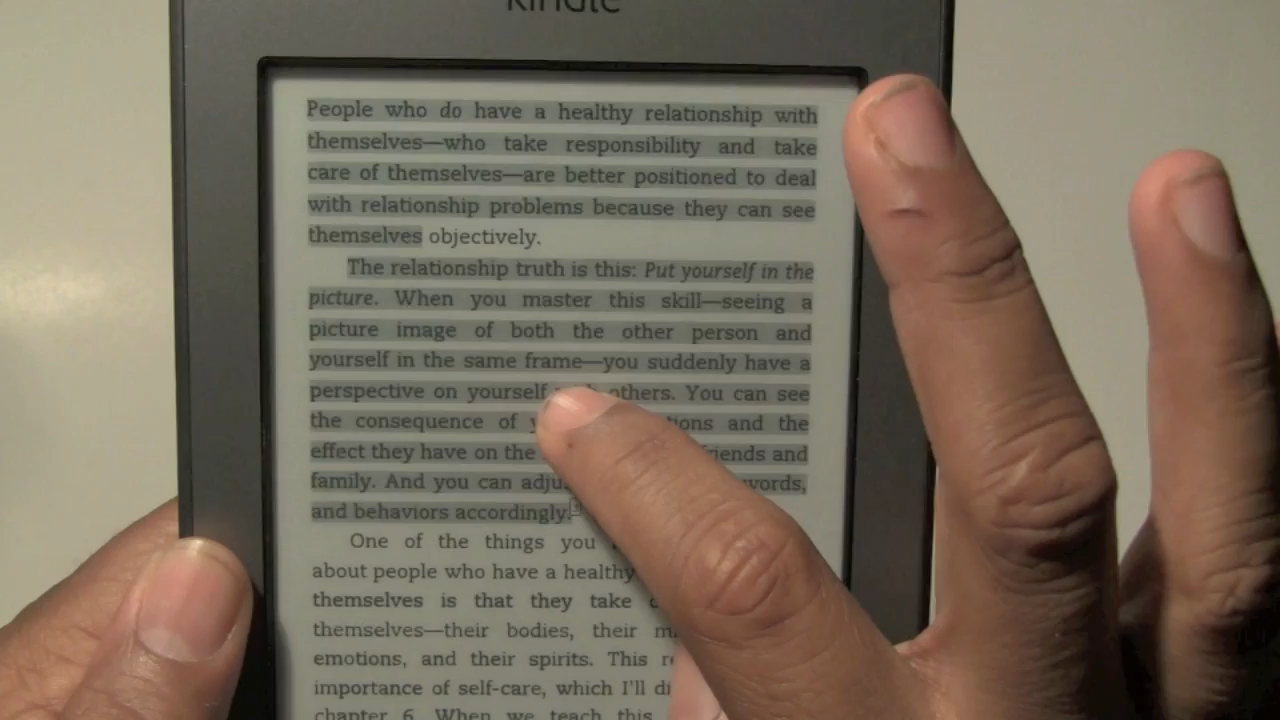 kindle
People who do have a healthy relationship with
themselves—who take responsibility and take
care of themselves—are better positioned to deal
with relationship problems because they can see
themselves objectively.
The relationship truth is this: Put yourself in the
picture. When you master this skill—seeing a
picture image of both the other person and
yourself in the same frame—you suddenly have a
perspective on yourself others. You can see
the consequence of and the
effect they have on the friends and
family. And you can words,
and behaviors accordingly.
One of the things you
about people who have a healthy
themselves is that they take
themselves—their bodies, their
emotions, and their spirits. This
importance of self-care, which I'll
chapter 6. When we teach this